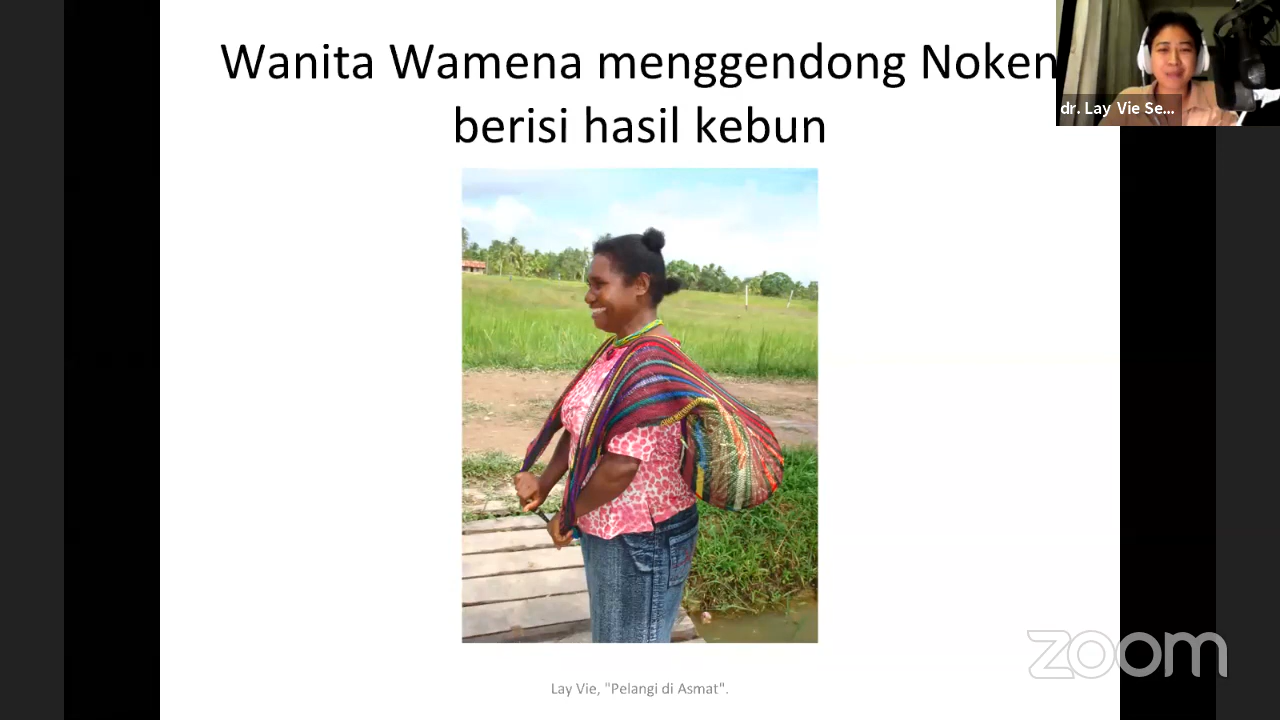 Wanita Wamena menggendong Noken
berisi hasil kebun
dr. Lay Vie Se...
zoom
Lay Vie, "Pelangi di Asmat".